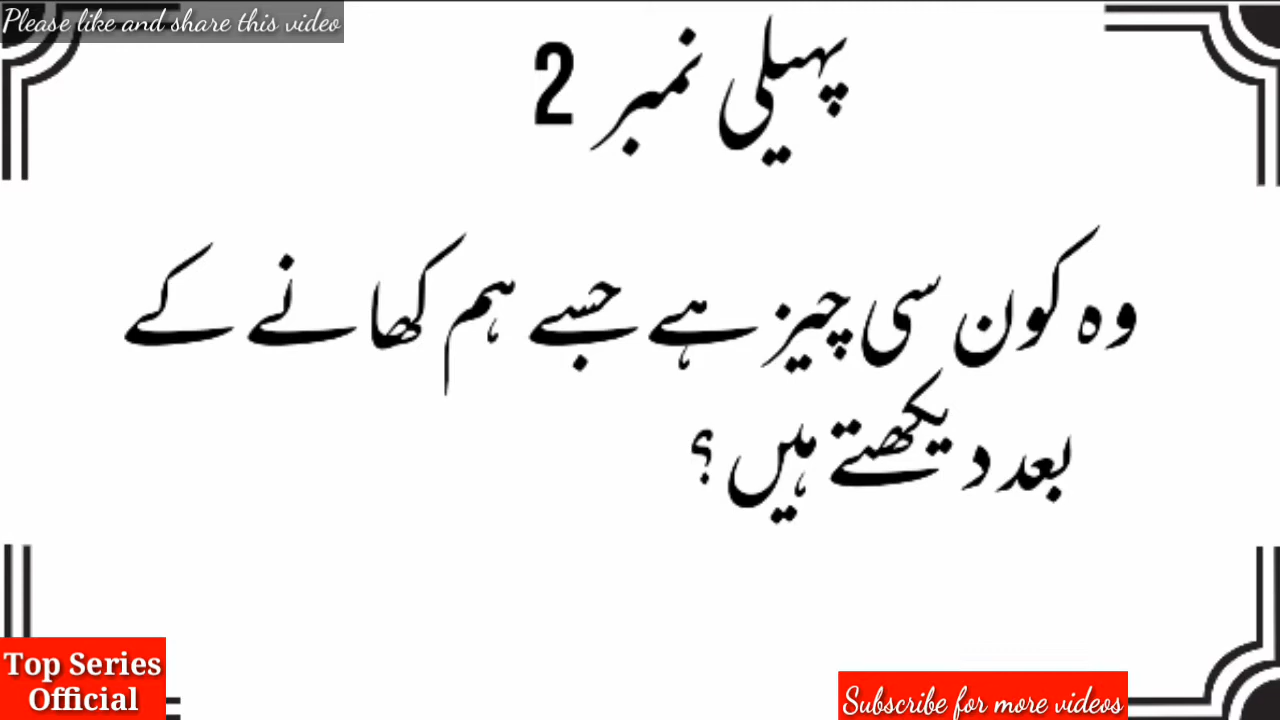 Please like and share this video
پہیلی نمبر 2
وہ کون سی چیز ہے جسے ہم کھانے کے
بعد دیکھتے ہیں؟
Top Series
Official
Subscribe for more videos